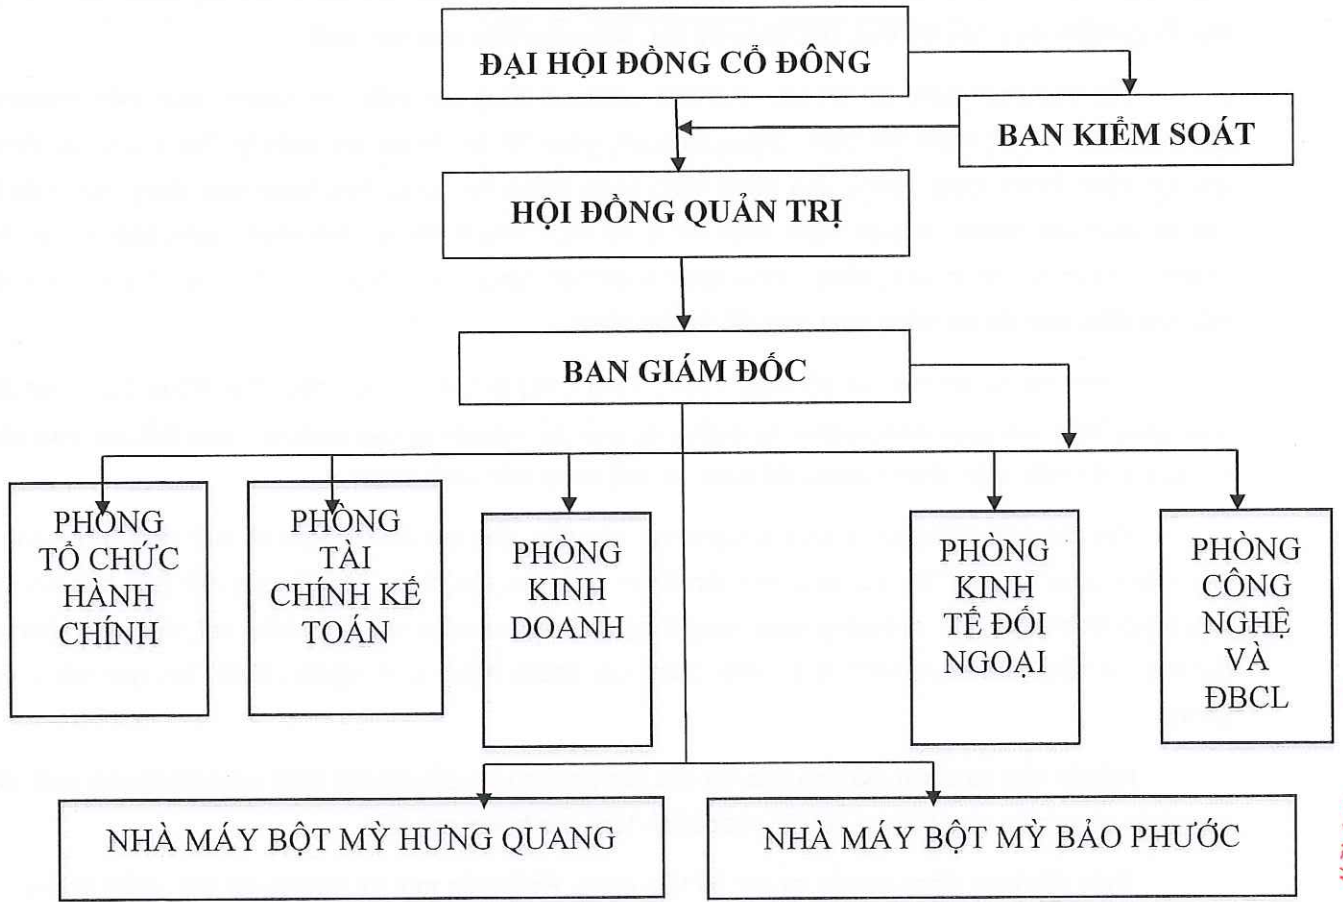 ĐẠI HỘI ĐỒNG CỔ ĐÔNG
BAN KIỂM SOÁT
HỘI ĐỒNG QUẢN TRỊ
BAN GIÁM ĐỐC
PHÒNG
TỔ CHỨC
HÀNH
CHÍNH
PHÒNG
TÀI
CHÍNH KẾ
TOÁN
PHÒNG
KINH
DOANH
PHÒNG
KINH
TẾ ĐỐI
NGOẠI
PHÒNG
CÔNG
NGHỆ
VÀ
ĐBCL
NHÀ MÁY BỘT MỲ HƯNG QUANG
NHÀ MÁY BỘT MỲ BẢO PHƯỚC